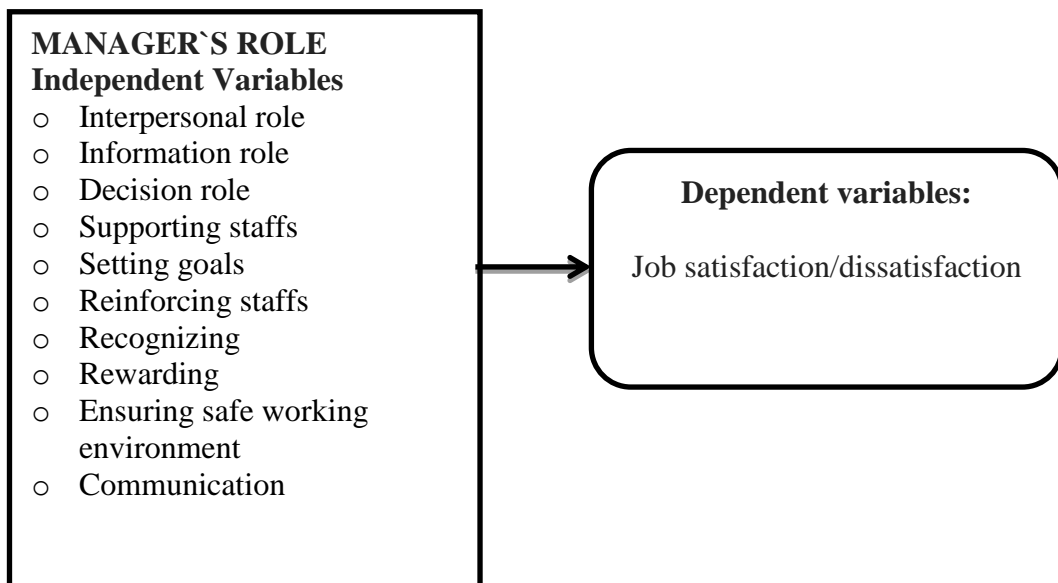 MANAGER`S ROLE
Independent Variables
o Interpersonal role
o Information role
o Decision role
o Supporting staffs
o Setting goals
o Reinforcing staffs
o Recognizing
o Rewarding
o Ensuring safe working
environment
o Communication
Dependent variables:
Job satisfaction/dissatisfaction